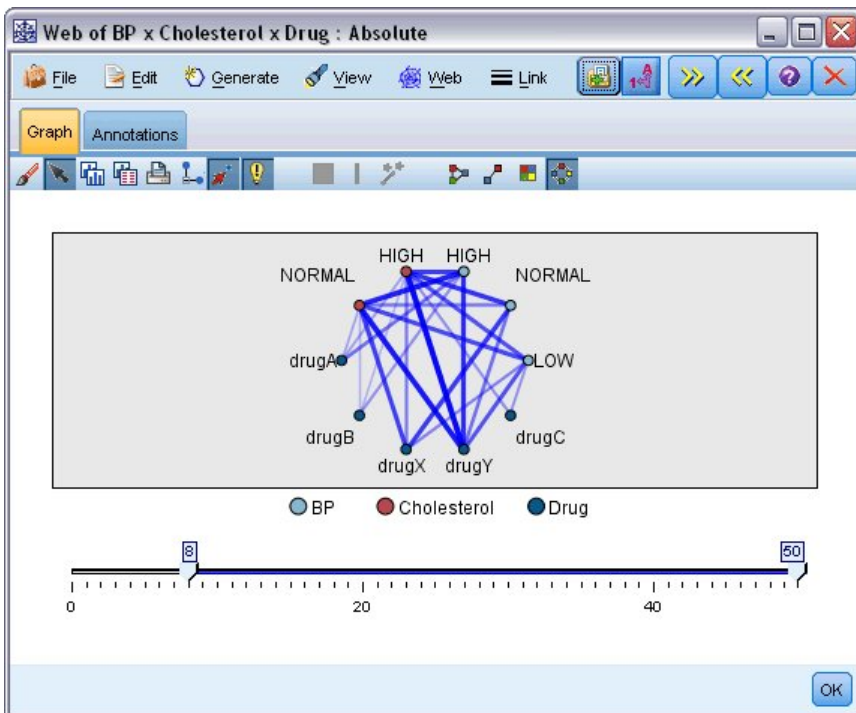 Web of BP x Cholesterol x Drug : Absolute
File Edit Generate View Web Link
Graph Annotations
HIGH HIGH
NORMAL NORMAL
drugA LOW
drugB drugC
drugX drugY
BP Cholesterol Drug
8 50
0 20 40
OK